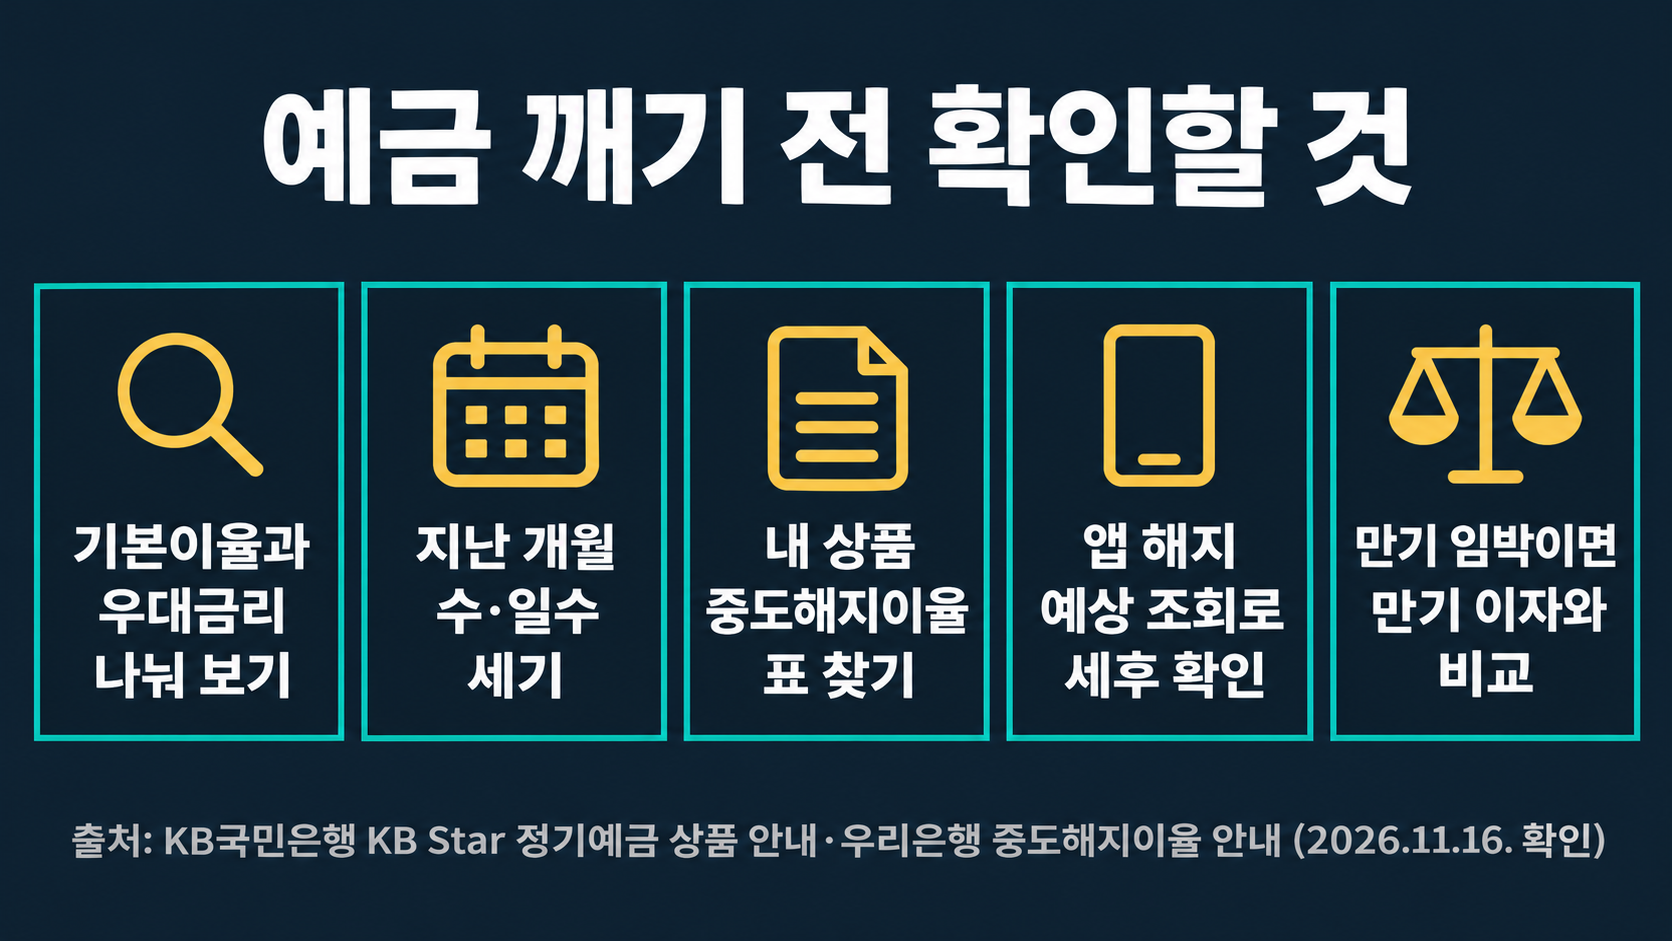 예금 깨기 전 확인할 것
기본이율과
우대금리
나눠 보기
지난 개월
수·일수
세기
내 상품
중도해지이율
표 찾기
앱 해지
예상 조회로
세후 확인
만기 임박이면
만기 이자와
비교
출처: KB국민은행 KB Star 정기예금 상품 안내·우리은행 중도해지이율 안내 (2026.11.16. 확인)